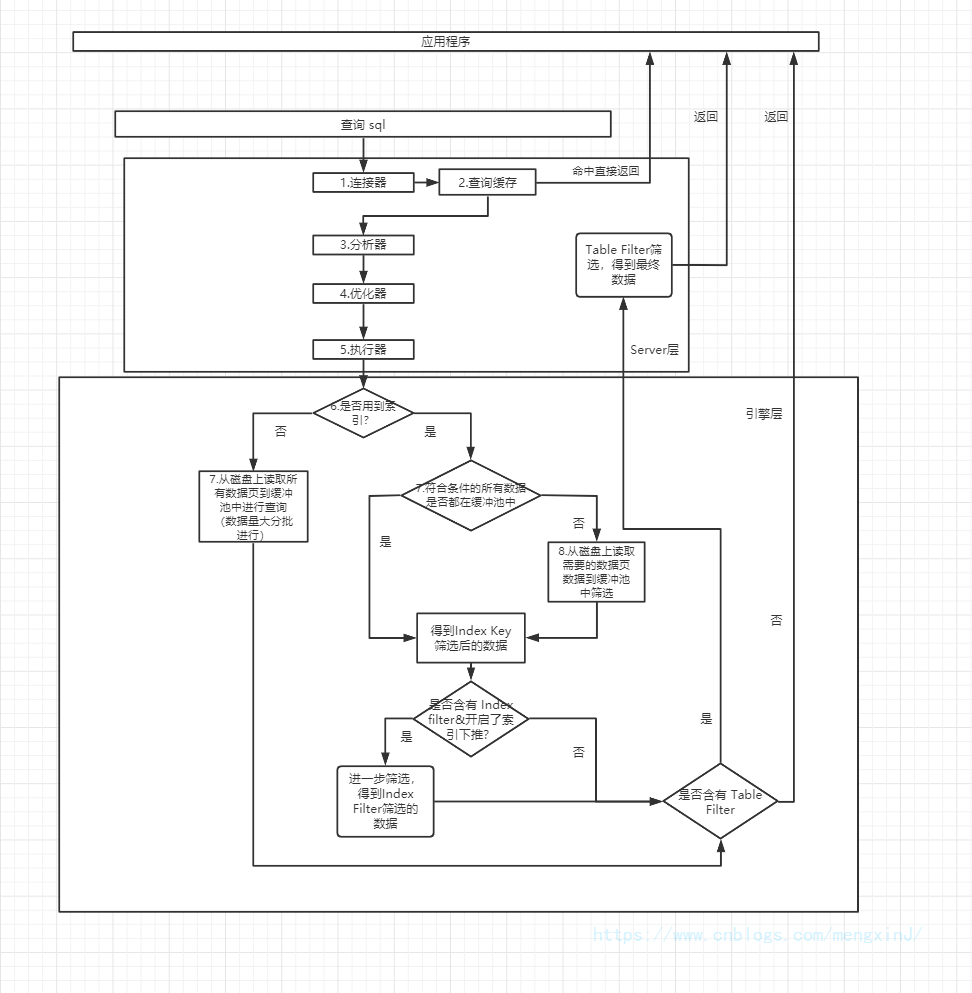 应用程序
返回
返回
查询 sql
命中直接返回
1.连接器
2.查询缓存
3.分析器
Table Filter筛
选，得到最终
数据
4.优化器
5.执行器
Server层
6.是否用到索
引?
引擎层
否
是
7.从磁盘上读取所
有数据页到缓冲
池中进行查询
（数据量大分批
进行）
7.符合条件的所有数据
是否都在缓冲池中
是
否
8.从磁盘上读取
需要的数据页
数据到缓冲池
中筛选
得到Index Key
筛选后的数据
否
是否含有 Index
filter&开启了索
引下推?
是
是
否
进一步筛选，
得到Index
Filter筛选的
数据
是否含有 Table
Filter
https://www.cnblogs.com/mengxinJ/